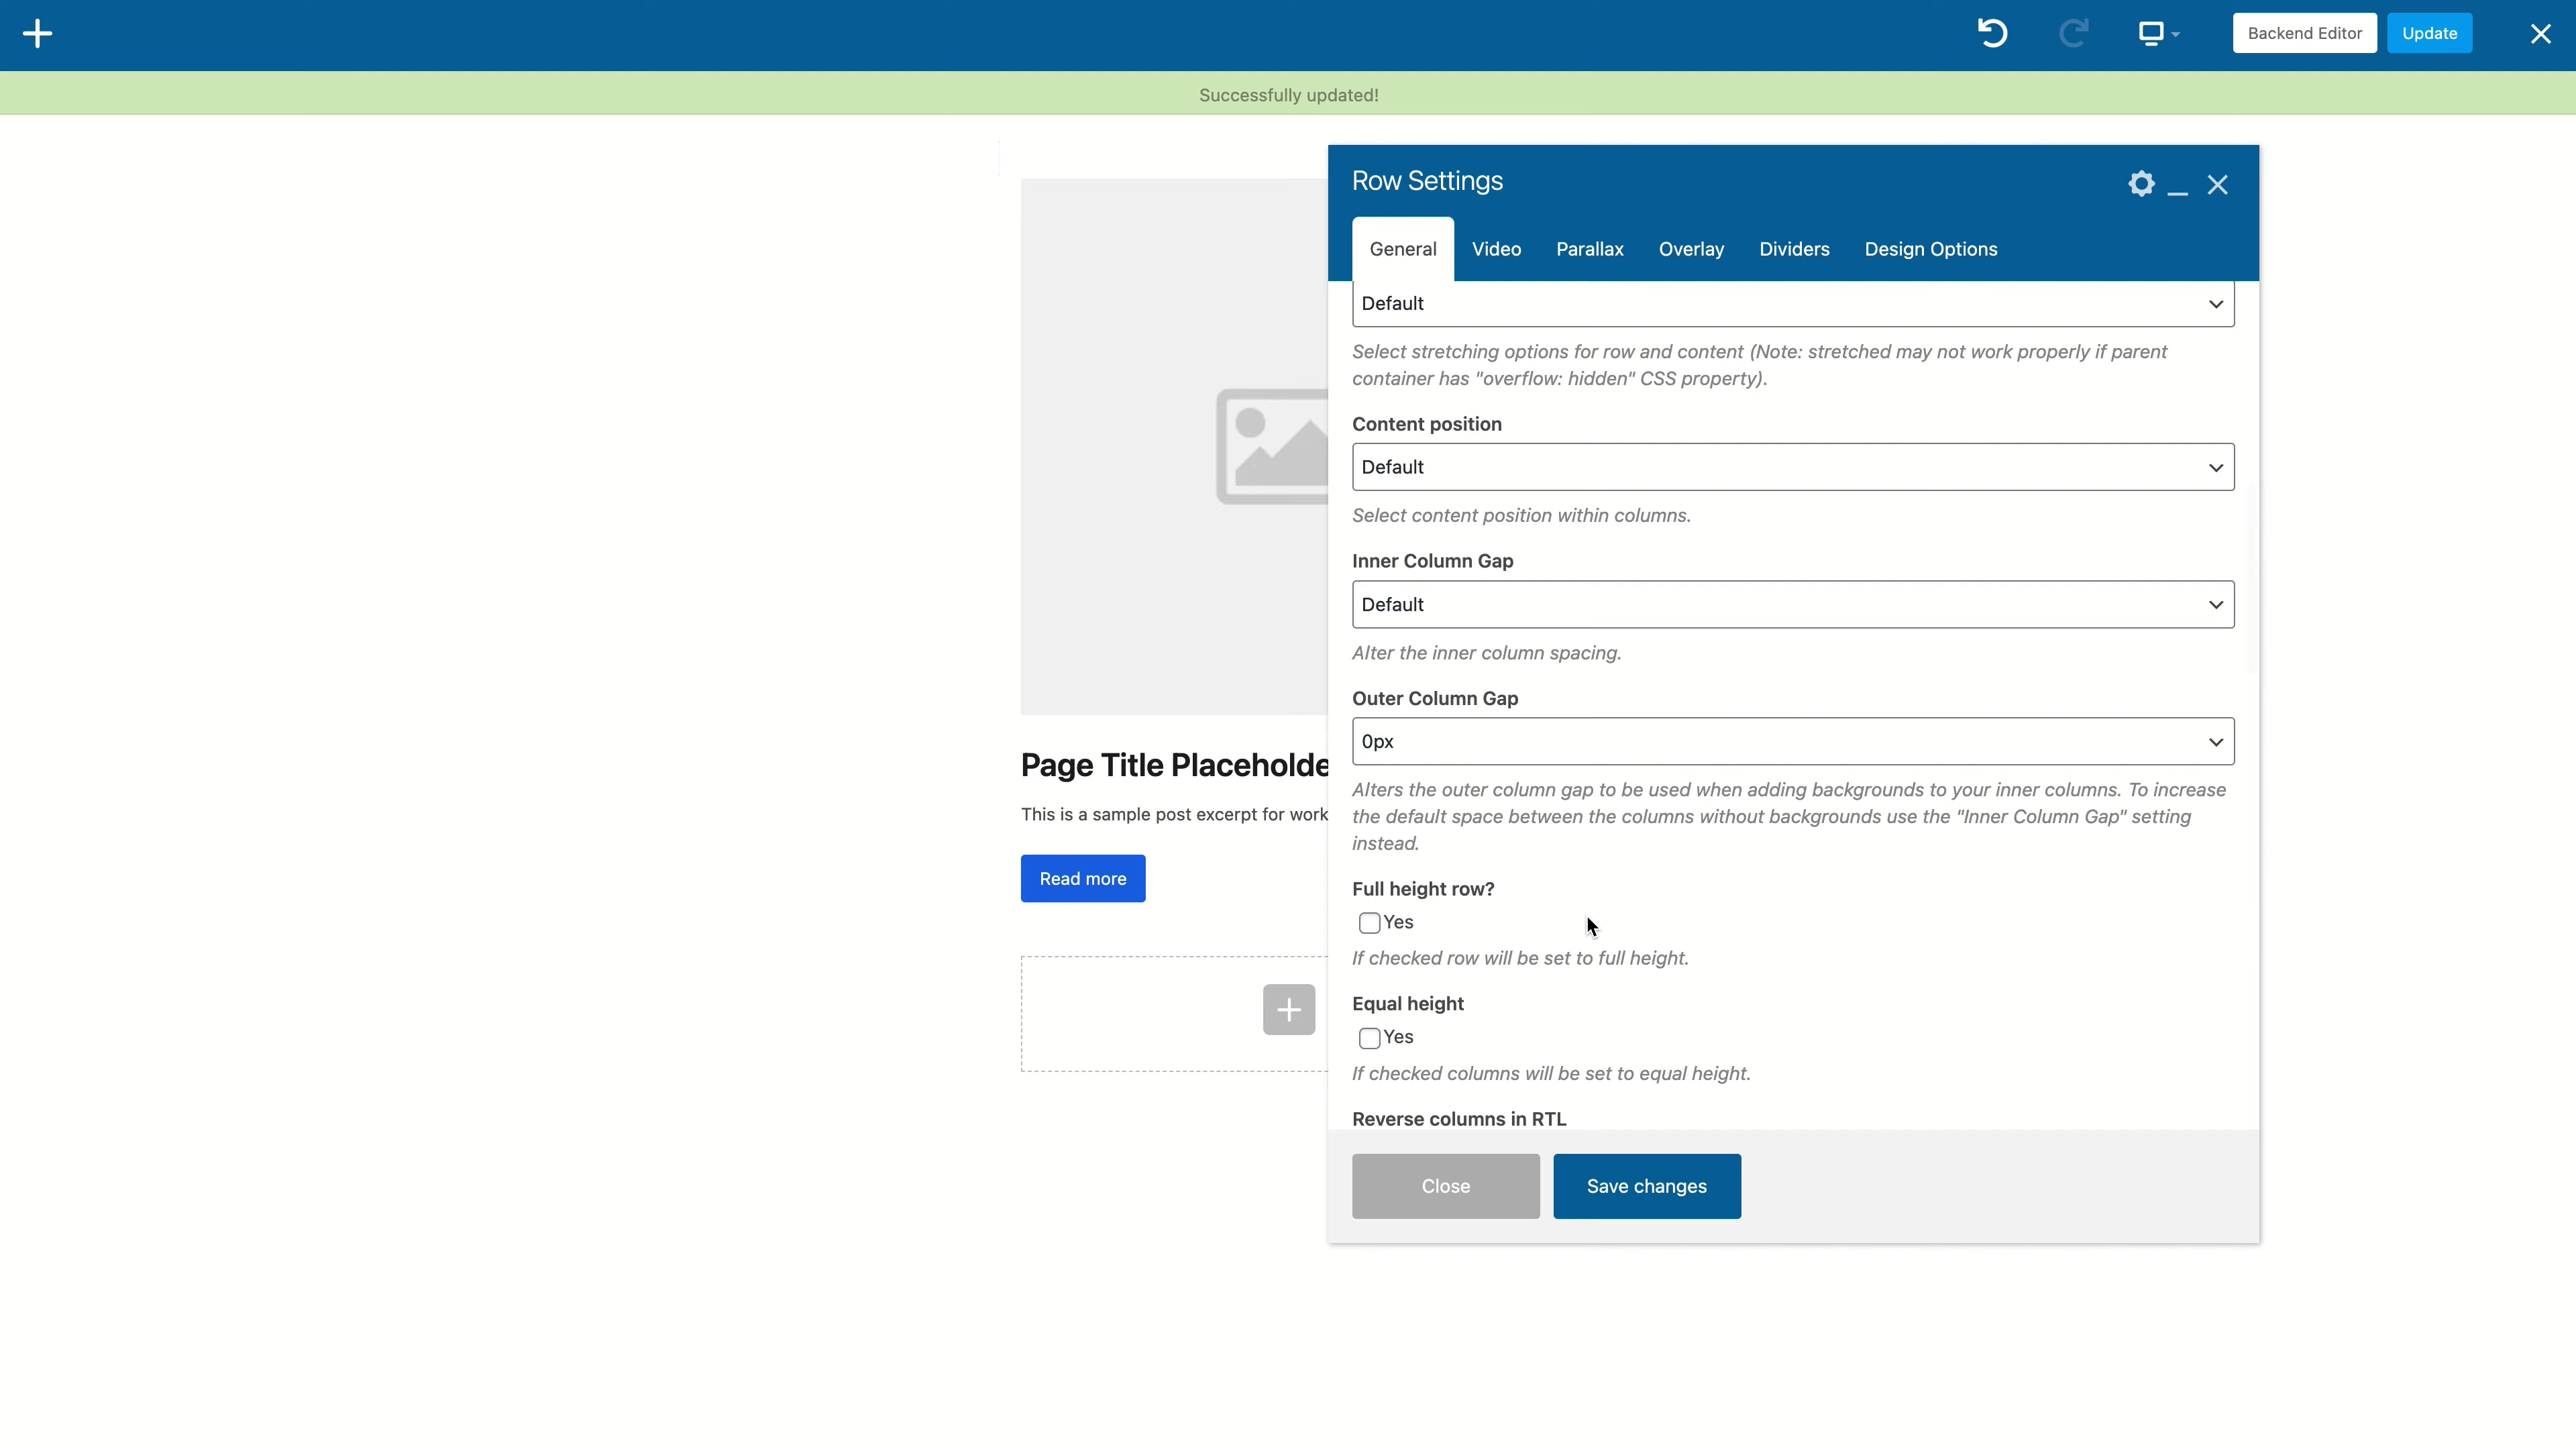 Backend Editor
Update
Successfully updated!
Row Settings
General
Video
Parallax
Overlay
Dividers
Design Options
Default
Select stretching options for row and content (Note: stretched may not work properly if parent
container has "overflow: hidden" CSS property).
Content position
Default
Select content position within columns.
Inner Column Gap
Default
Alter the inner column spacing.
Outer Column Gap
0px
Alters the outer column gap to be used when adding backgrounds to your inner columns. To increase
the default space between the columns without backgrounds use the "Inner Column Gap" setting
instead.
Full height row?
Yes
If checked row will be set to full height.
Equal height
Yes
If checked columns will be set to equal height.
Reverse columns in RTL
Close
Save changes
Page Title Placeholde
This is a sample post excerpt for work
Read more